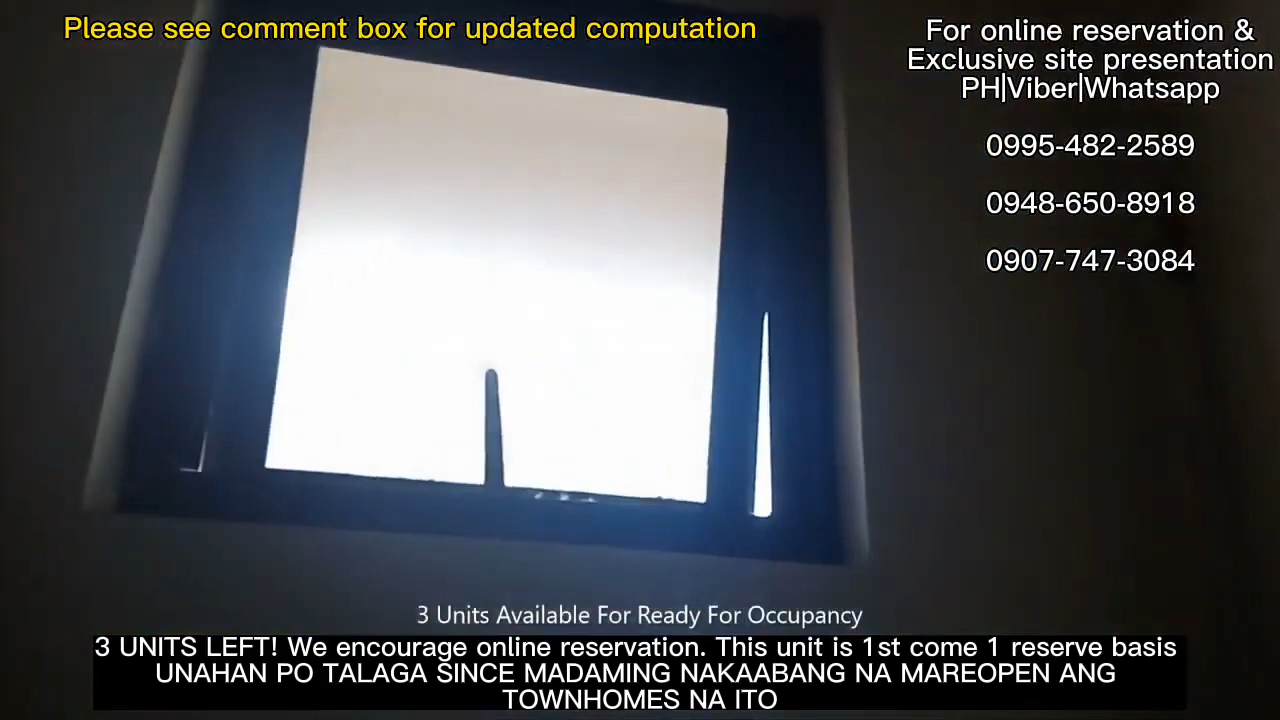 Please see comment box for updated computation
For online reservation &
Exclusive site presentation
PH|Viber|Whatsapp
0995-482-2589
0948-650-8918
0907-747-3084
3 Units Available For Ready For Occupancy
3 UNITS LEFT! We encourage online reservation. This unit is 1st come 1 reserve basis
UNAHAN PO TALAGA SINCE MADAMING NAKAABANG NA MAREOPEN ANG
TOWNHOMES NA ITO